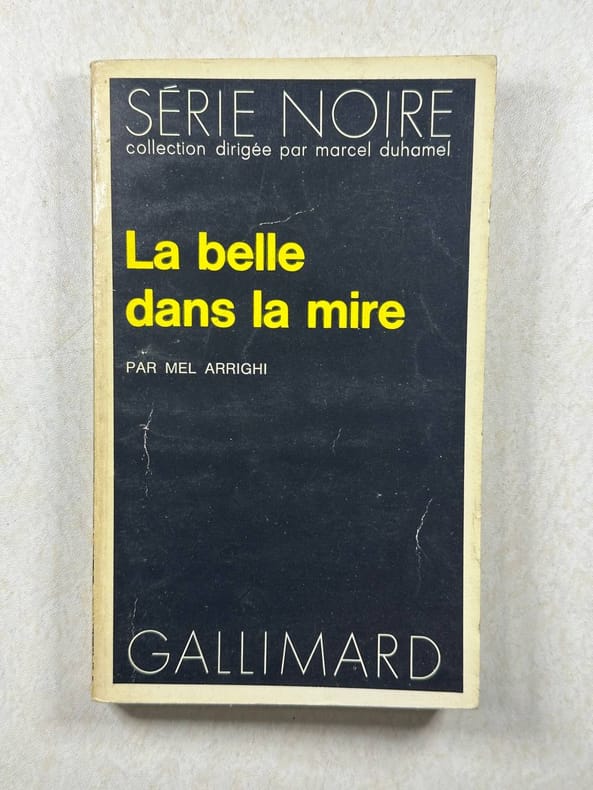 SÉRIE NOIRE
collection dirigée par marcel duhamel
La belle
dans la mire
PAR MEL ARRIGHI
GALLIMARD